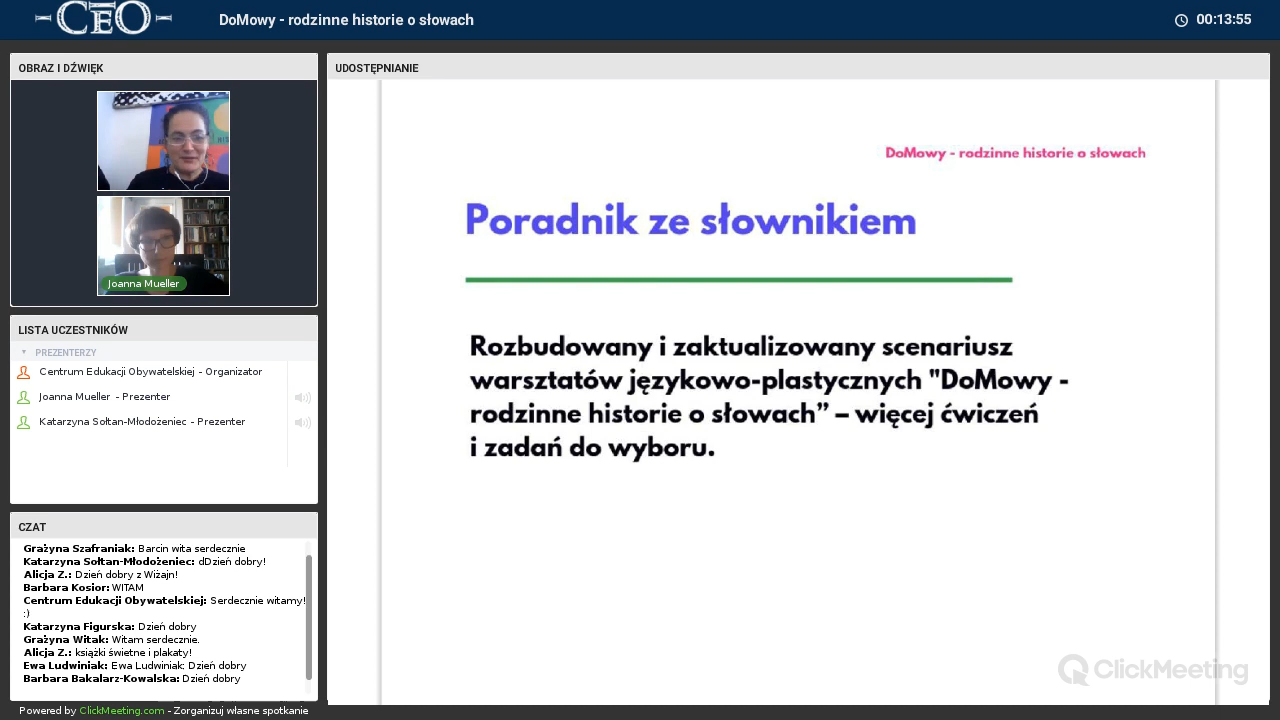 CEO
DoMowy - rodzinne historie o słowach
00:13:55
OBRAZ I DŹWIĘK
Joanna Mueller
LISTA UCZESTNIKÓW
PREZENTERZY
Centrum Edukacji Obywatelskiej - Organizator
Joanna Mueller - Prezenter
Katarzyna Sołtan-Młodożeniec - Prezenter
CZAT
Grażyna Szafraniak: Barcin wita serdecznie
Katarzyna Sołtan-Młodożeniec: dDzień dobry!
Alicja Z.: Dzień dobry z Wiżajn!
Barbara Kosior: WITAM
Centrum Edukacji Obywatelskiej: Serdecznie witamy!
:)
Katarzyna Figurska: Dzień dobry
Grażyna Witak: Witam serdecznie.
Alicja Z.: książki świetne i plakaty!
Ewa Ludwiniak: Ewa Ludwiniak: Dzień dobry
Barbara Bakalarz-Kowalska: Dzień dobry
Powered by ClickMeeting.com - Zorganizuj własne spotkanie
UDOSTĘPNIANIE
DoMowy - rodzinne historie o słowach
Poradnik ze słownikiem
Rozbudowany i zaktualizowany scenariusz
warsztatów językowo-plastycznych "DoMowy -
rodzinne historie o słowach” – więcej ćwiczeń
i zadań do wyboru.
ClickMeeting